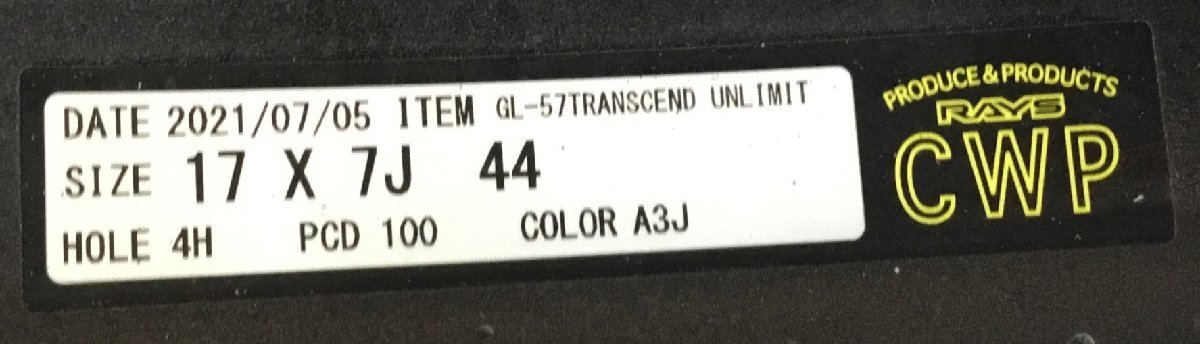 DATE 2021/07/05 ITEM GL-57TRANSCEND UNLIMIT
SIZE 17 X 7J 44
HOLE 4H PCD 100 COLOR A3J
PRODUCE & PRODUCTS
RAYS
CWP